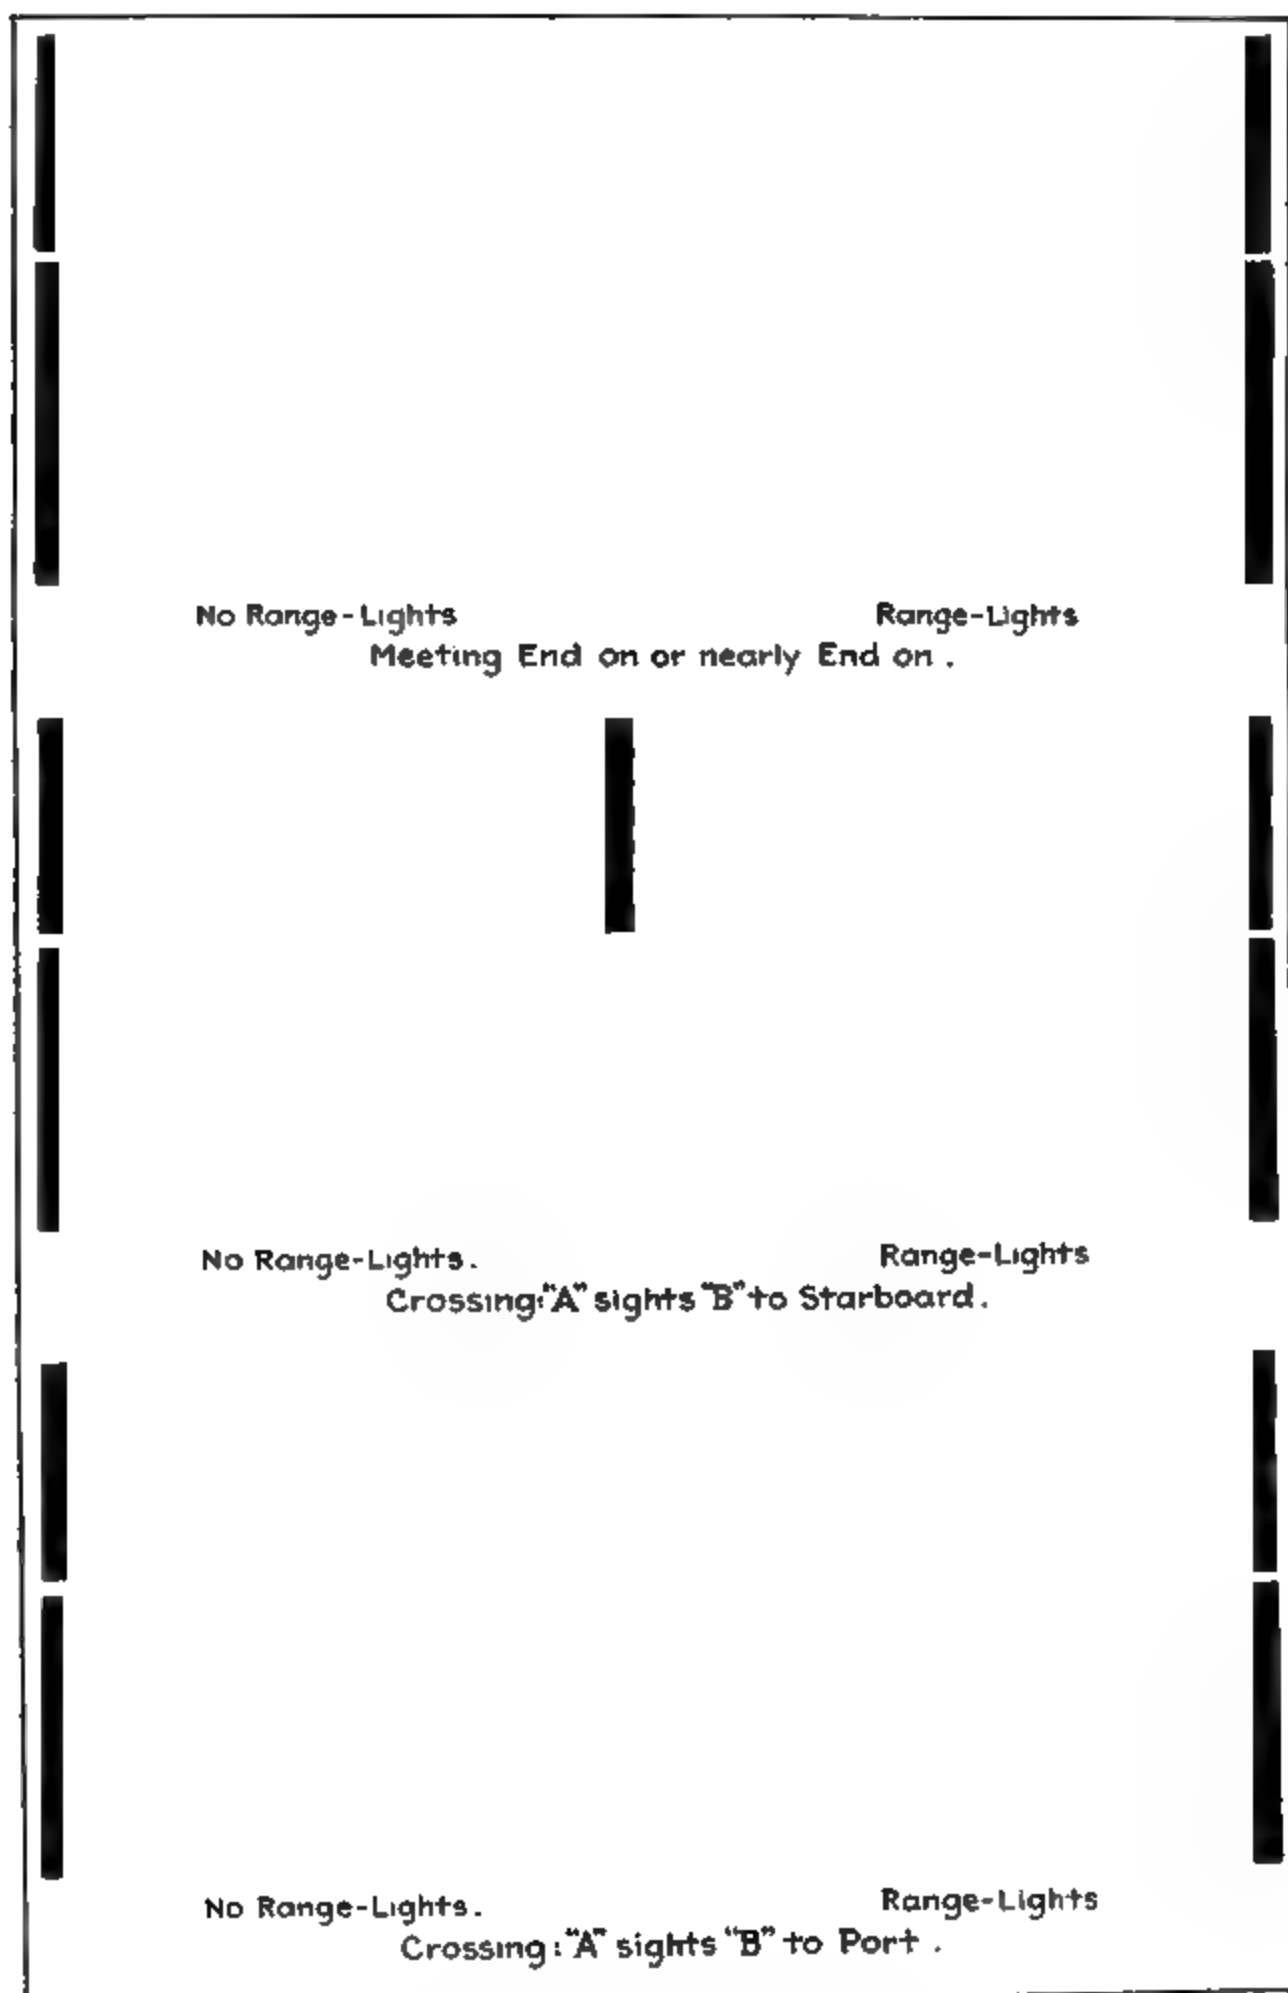 No Range-Lights Range-Lights
Meeting End on or nearly End on.
No Range-Lights. Range-Lights
Crossing: "A" sights "B" to Starboard.
No Range-Lights. Range-Lights
Crossing: "A" sights "B" to Port.